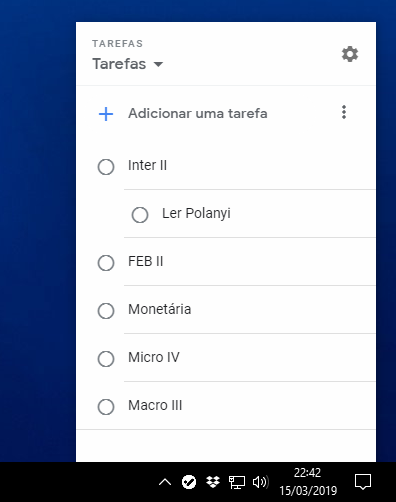 TAREFAS
Tarefas
Adicionar uma tarefa
Inter II
Ler Polanyi
FEB II
Monetária
Micro IV
Macro III
22:42
15/03/2019